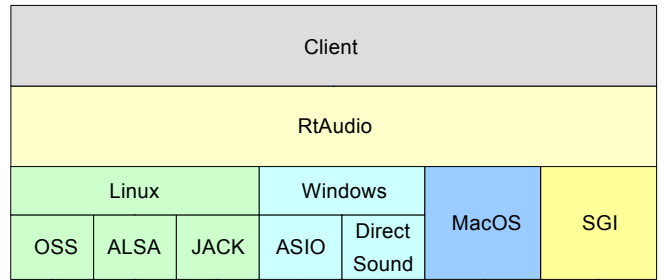 Client
RtAudio
Linux
Windows
MacOS
SGI
OSS
ALSA
JACK
ASIO
Direct
Sound